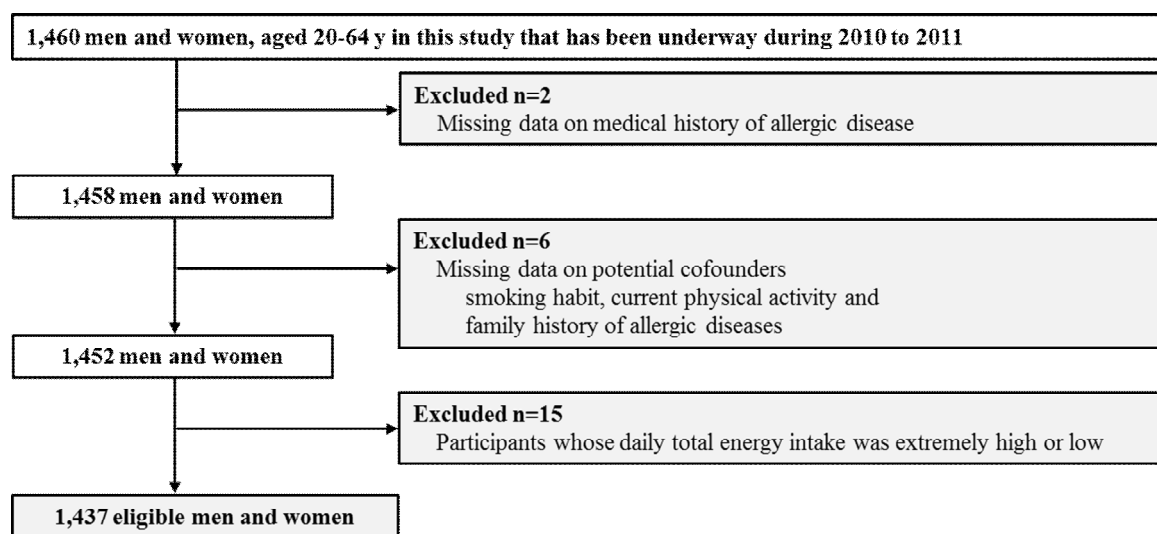 1,460 men and women, aged 20-64 y in this study that has been underway during 2010 to 2011
Excluded n=2
Missing data on medical history of allergic disease
1,458 men and women
Excluded n=6
Missing data on potential cofounders
smoking habit, current physical activity and
family history of allergic diseases
1,452 men and women
Excluded n=15
Participants whose daily total energy intake was extremely high or low
1,437 eligible men and women